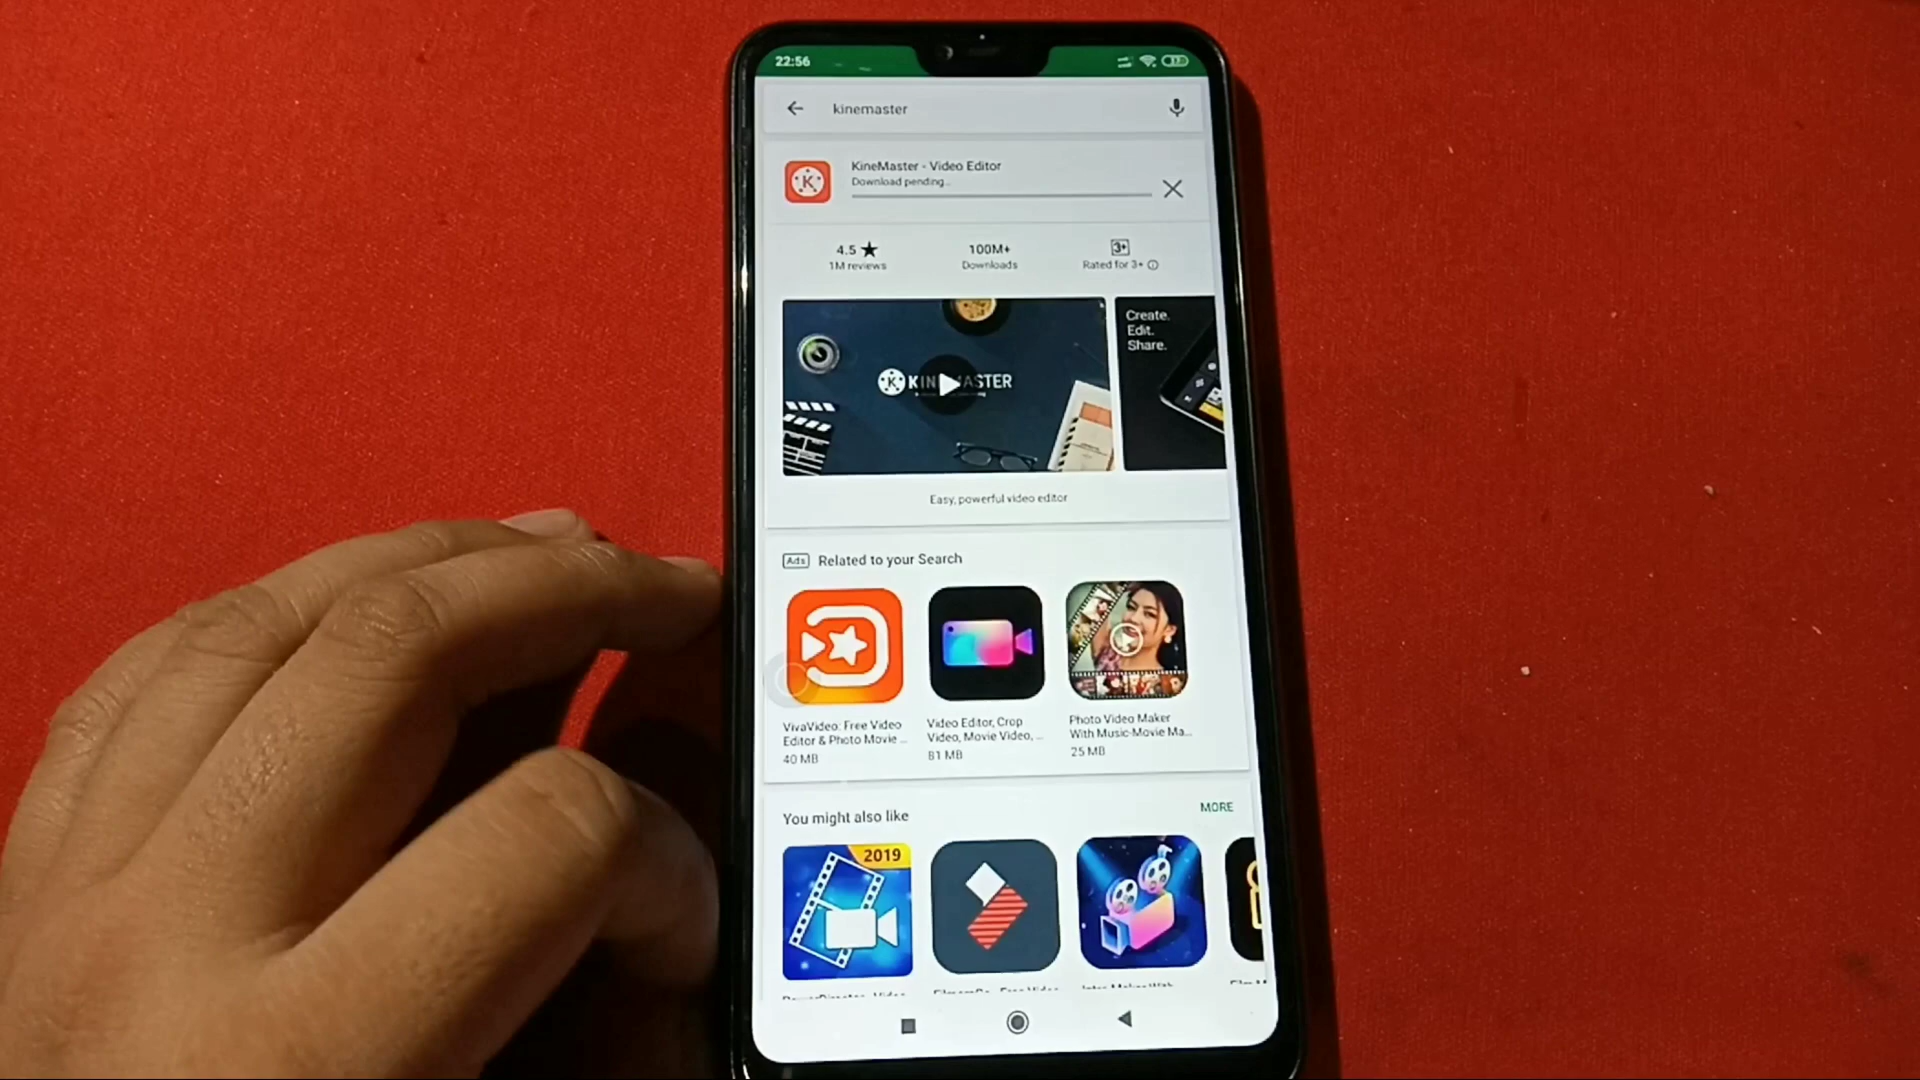 22:56
kinemaster
KineMaster - Video Editor
Download pending...
4.5 ★
1M reviews
100M+
Downloads
3+
Rated for 3+
KINEMASTER
Create.
Edit.
Share.
Easy, powerful video editor
Ads Related to your Search
VivaVideo: Free Video
Editor & Photo Movie ...
40 MB
Video Editor, Crop
Video, Movie Video, ...
81 MB
Photo Video Maker
With Music-Movie Ma...
25 MB
You might also like
MORE
2019